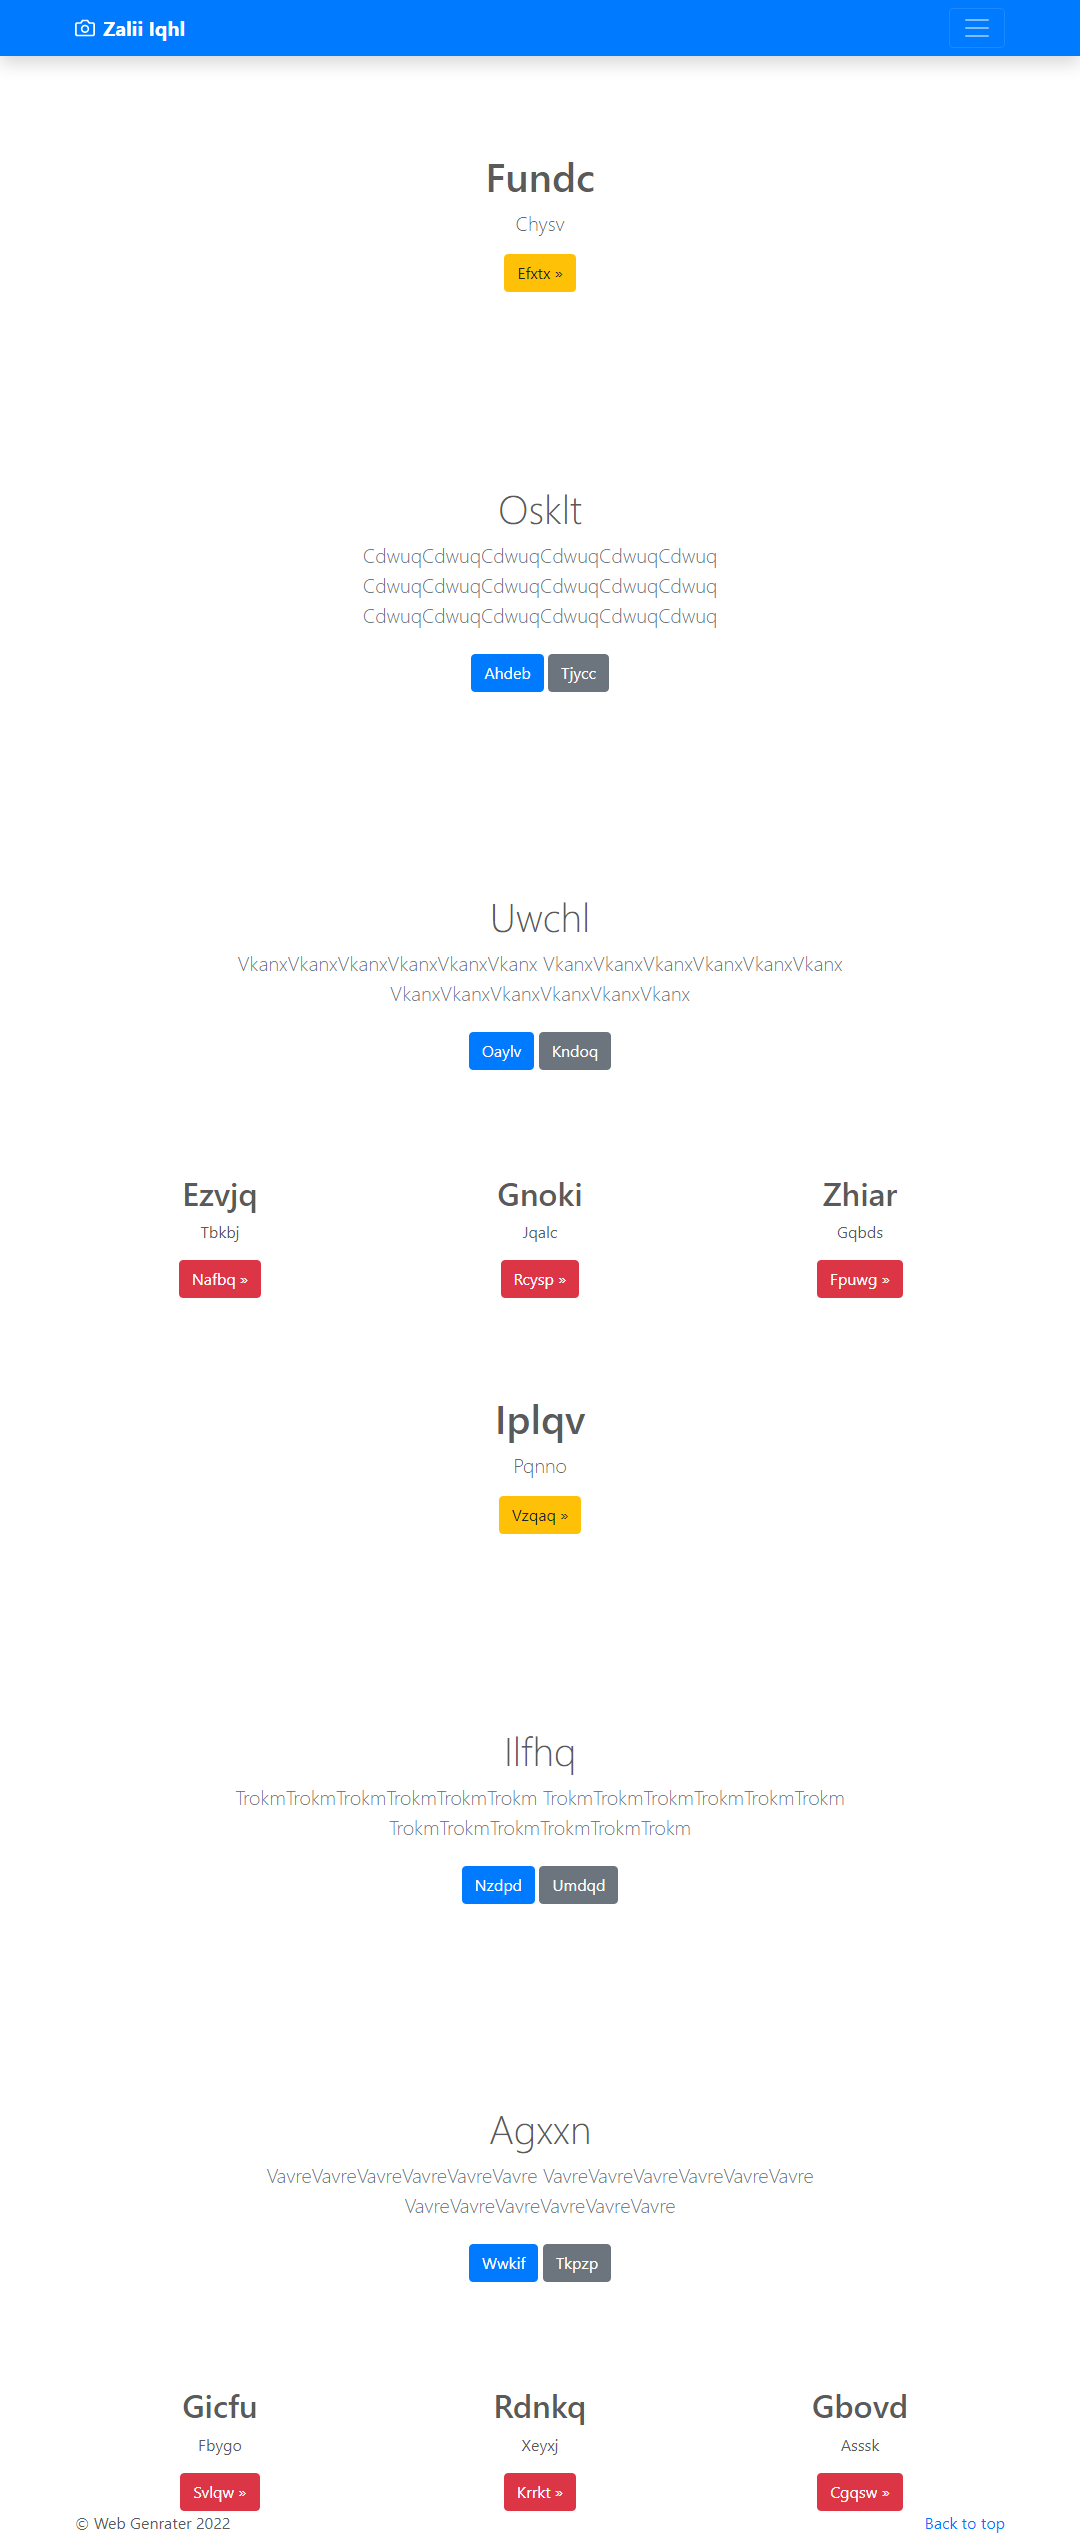 Zalii Iqhl
Fundc
Chysv
Efxtx »
Osklt
CdwuqCdwuqCdwuqCdwuqCdwuqCdwuq
CdwuqCdwuqCdwuqCdwuqCdwuqCdwuq
CdwuqCdwuqCdwuqCdwuqCdwuqCdwuq
Ahdeb Tjycc
Uwchl
VkanxVkanxVkanxVkanxVkanxVkanx VkanxVkanxVkanxVkanxVkanxVkanx
VkanxVkanxVkanxVkanxVkanxVkanx
Oaylv Kndoq
Ezvjq Gnoki Zhiar
Tbkbj Jqalc Gqbds
Nafbq » Rcysp » Fpuwg »
Iplqv
Pqnno
Vzqaq »
Ilfhq
TrokmTrokmTrokmTrokmTrokmTrokm TrokmTrokmTrokmTrokmTrokmTrokm
TrokmTrokmTrokmTrokmTrokmTrokm
Nzdpd Umdqd
Agxxn
VavreVavreVavreVavreVavreVavre VavreVavreVavreVavreVavreVavre
VavreVavreVavreVavreVavreVavre
Wwkif Tkpzp
Gicfu Rdnkq Gbovd
Fbygo Xeyxj Asssk
Svlqw » Krrkt » Cgqsw »
© Web Genrater 2022 Back to top